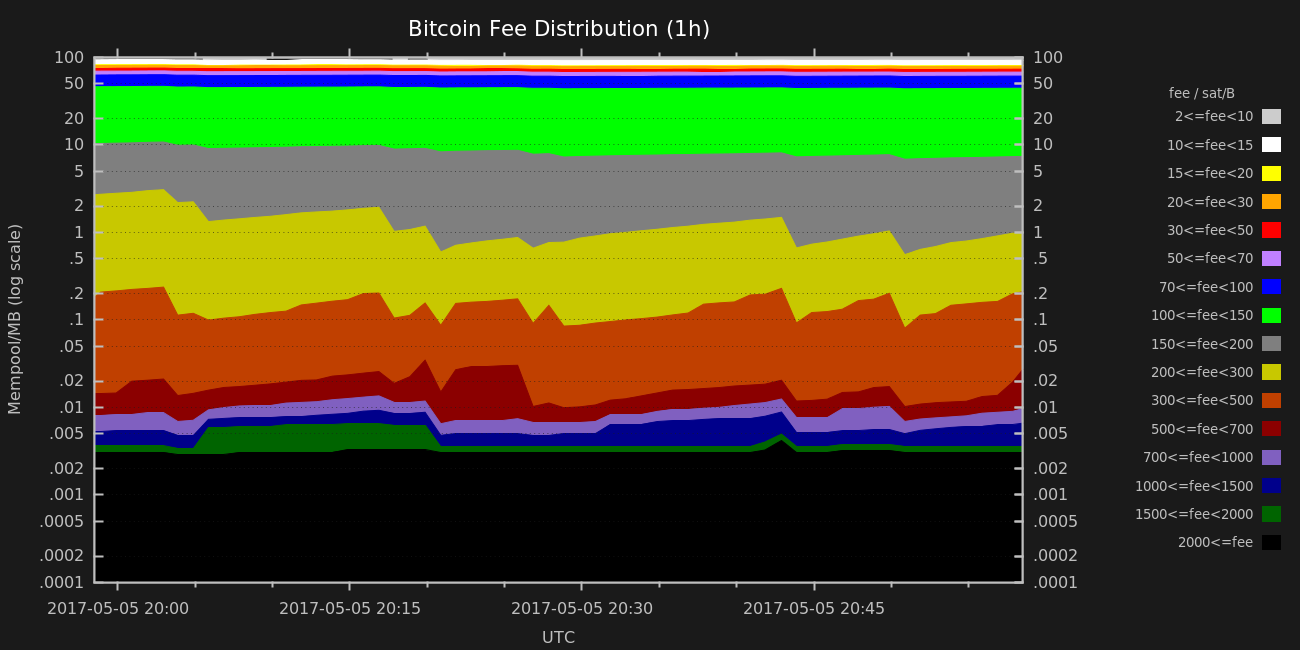 Bitcoin Fee Distribution (1h)
Mempool/MB (log scale)
100
50
20
10
5
2
1
.5
.2
.1
.05
.02
.01
.005
.002
.001
.0005
.0002
.0001
100
50
20
10
5
2
1
.5
.2
.1
.05
.02
.01
.005
.002
.001
.0005
.0002
.0001
2017-05-05 20:00
2017-05-05 20:15
2017-05-05 20:30
2017-05-05 20:45
UTC
fee / sat/B
2<=fee<10
10<=fee<15
15<=fee<20
20<=fee<30
30<=fee<50
50<=fee<70
70<=fee<100
100<=fee<150
150<=fee<200
200<=fee<300
300<=fee<500
500<=fee<700
700<=fee<1000
1000<=fee<1500
1500<=fee<2000
2000<=fee